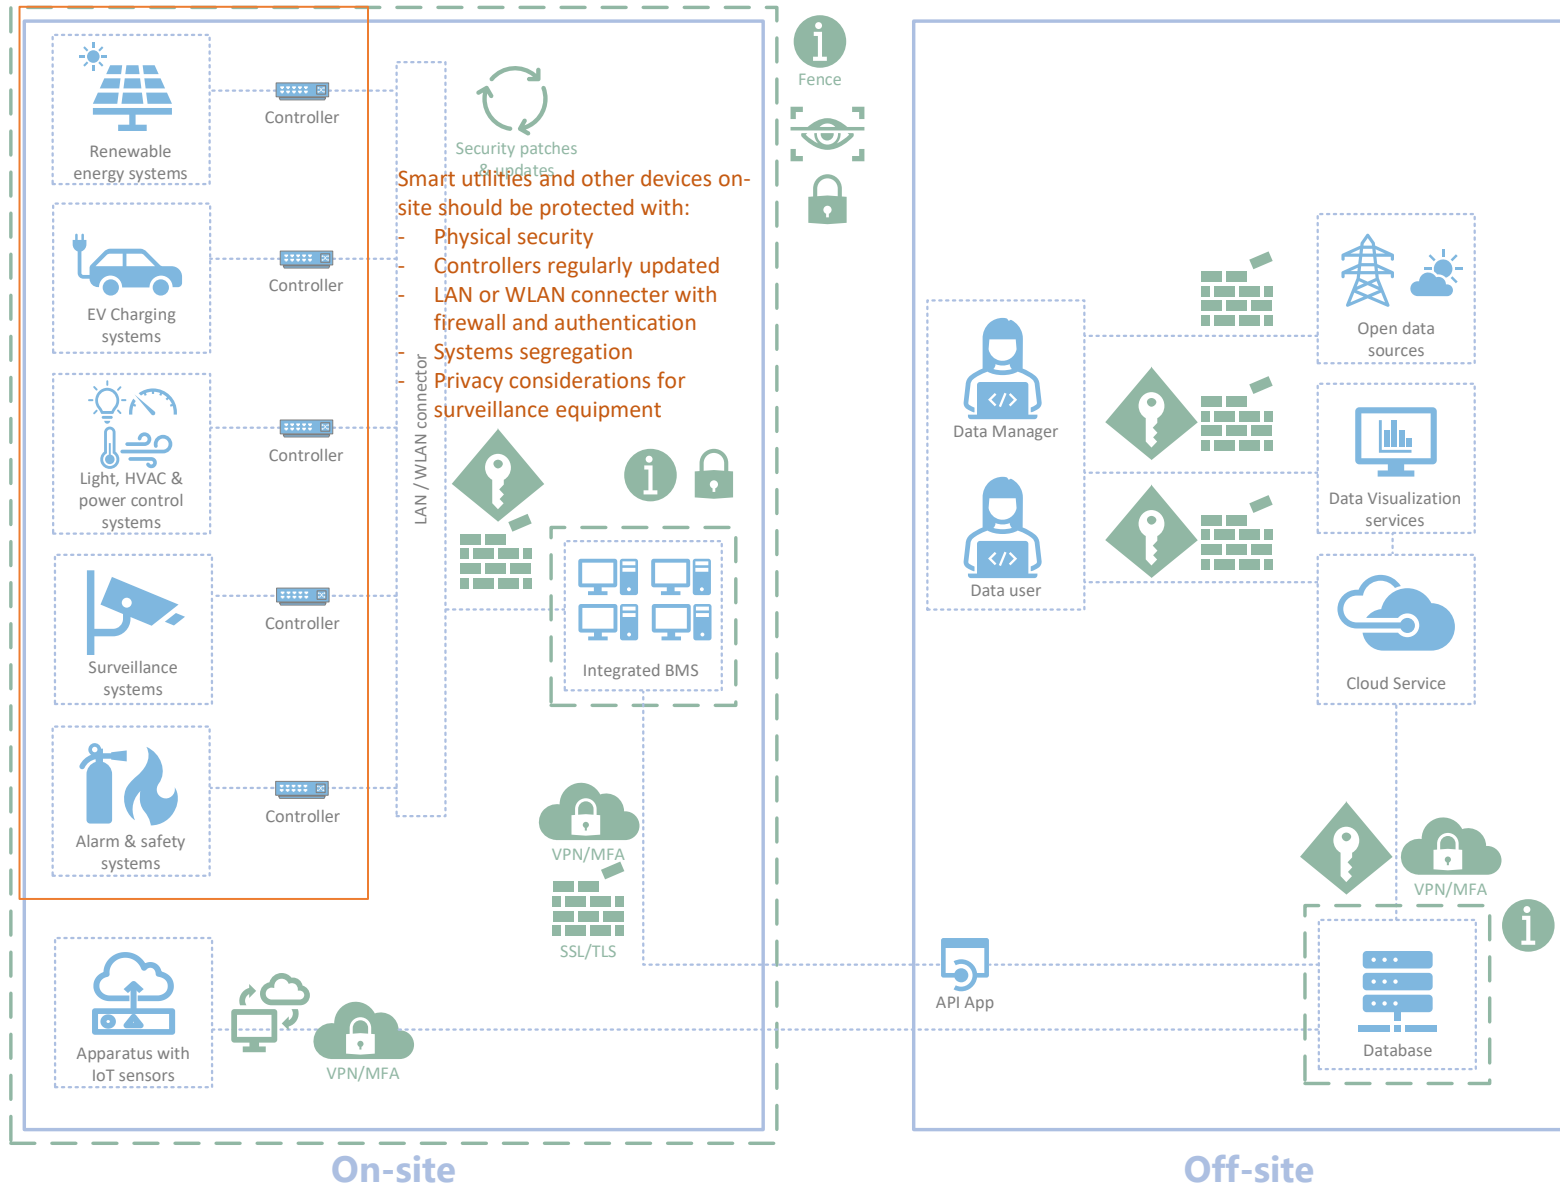 Renewable
energy systems
Controller
EV Charging
systems
Controller
Light, HVAC &
power control
systems
Controller
Surveillance
systems
Controller
Alarm & safety
systems
Controller
Apparatus with
IoT sensors
VPN/MFA
LAN / WLAN connector
Security patches
& updates
Smart utilities and other devices on-
site should be protected with:
- Physical security
- Controllers regularly updated
- LAN or WLAN connecter with
firewall and authentication
- Systems segregation
- Privacy considerations for
surveillance equipment
Integrated BMS
VPN/MFA
SSL/TLS
On-site
Fence
Data Manager
Data user
Open data
sources
Data Visualization
services
Cloud Service
VPN/MFA
API App
Database
Off-site